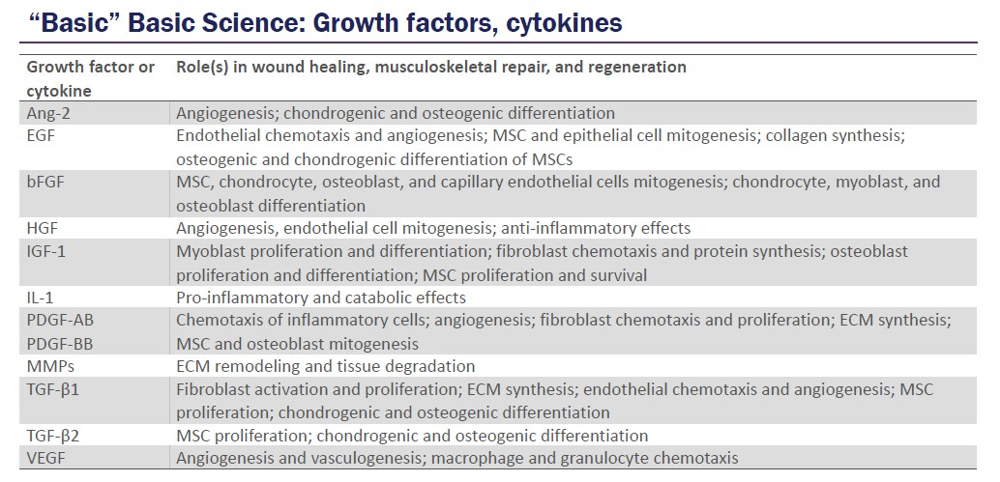 “Basic” Basic Science: Growth factors, cytokines
Growth factor or Role(s) in wound healing, musculoskeletal repair, and regeneration
cytokine
Ang-2 Angiogenesis; chondrogenic and osteogenic differentiation
EGF Endothelial chemotaxis and angiogenesis; MSC and epithelial cell mitogenesis; collagen synthesis;
osteogenic and chondrogenic differentiation of MSCs
bFGF MSC, chondrocyte, osteoblast, and capillary endothelial cells mitogenesis; chondrocyte, myoblast, and
osteoblast differentiation
HGF Angiogenesis, endothelial cell mitogenesis; anti-inflammatory effects
IGF-1 Myoblast proliferation and differentiation; fibroblast chemotaxis and protein synthesis; osteoblast
proliferation and differentiation; MSC proliferation and survival
IL-1 Pro-inflammatory and catabolic effects
PDGF-AB Chemotaxis of inflammatory cells; angiogenesis; fibroblast chemotaxis and proliferation; ECM synthesis;
PDGF-BB MSC and osteoblast mitogenesis
MMPs ECM remodeling and tissue degradation
TGF-β1 Fibroblast activation and proliferation; ECM synthesis; endothelial chemotaxis and angiogenesis; MSC
proliferation; chondrogenic and osteogenic differentiation
TGF-β2 MSC proliferation; chondrogenic and osteogenic differentiation
VEGF Angiogenesis and vasculogenesis; macrophage and granulocyte chemotaxis